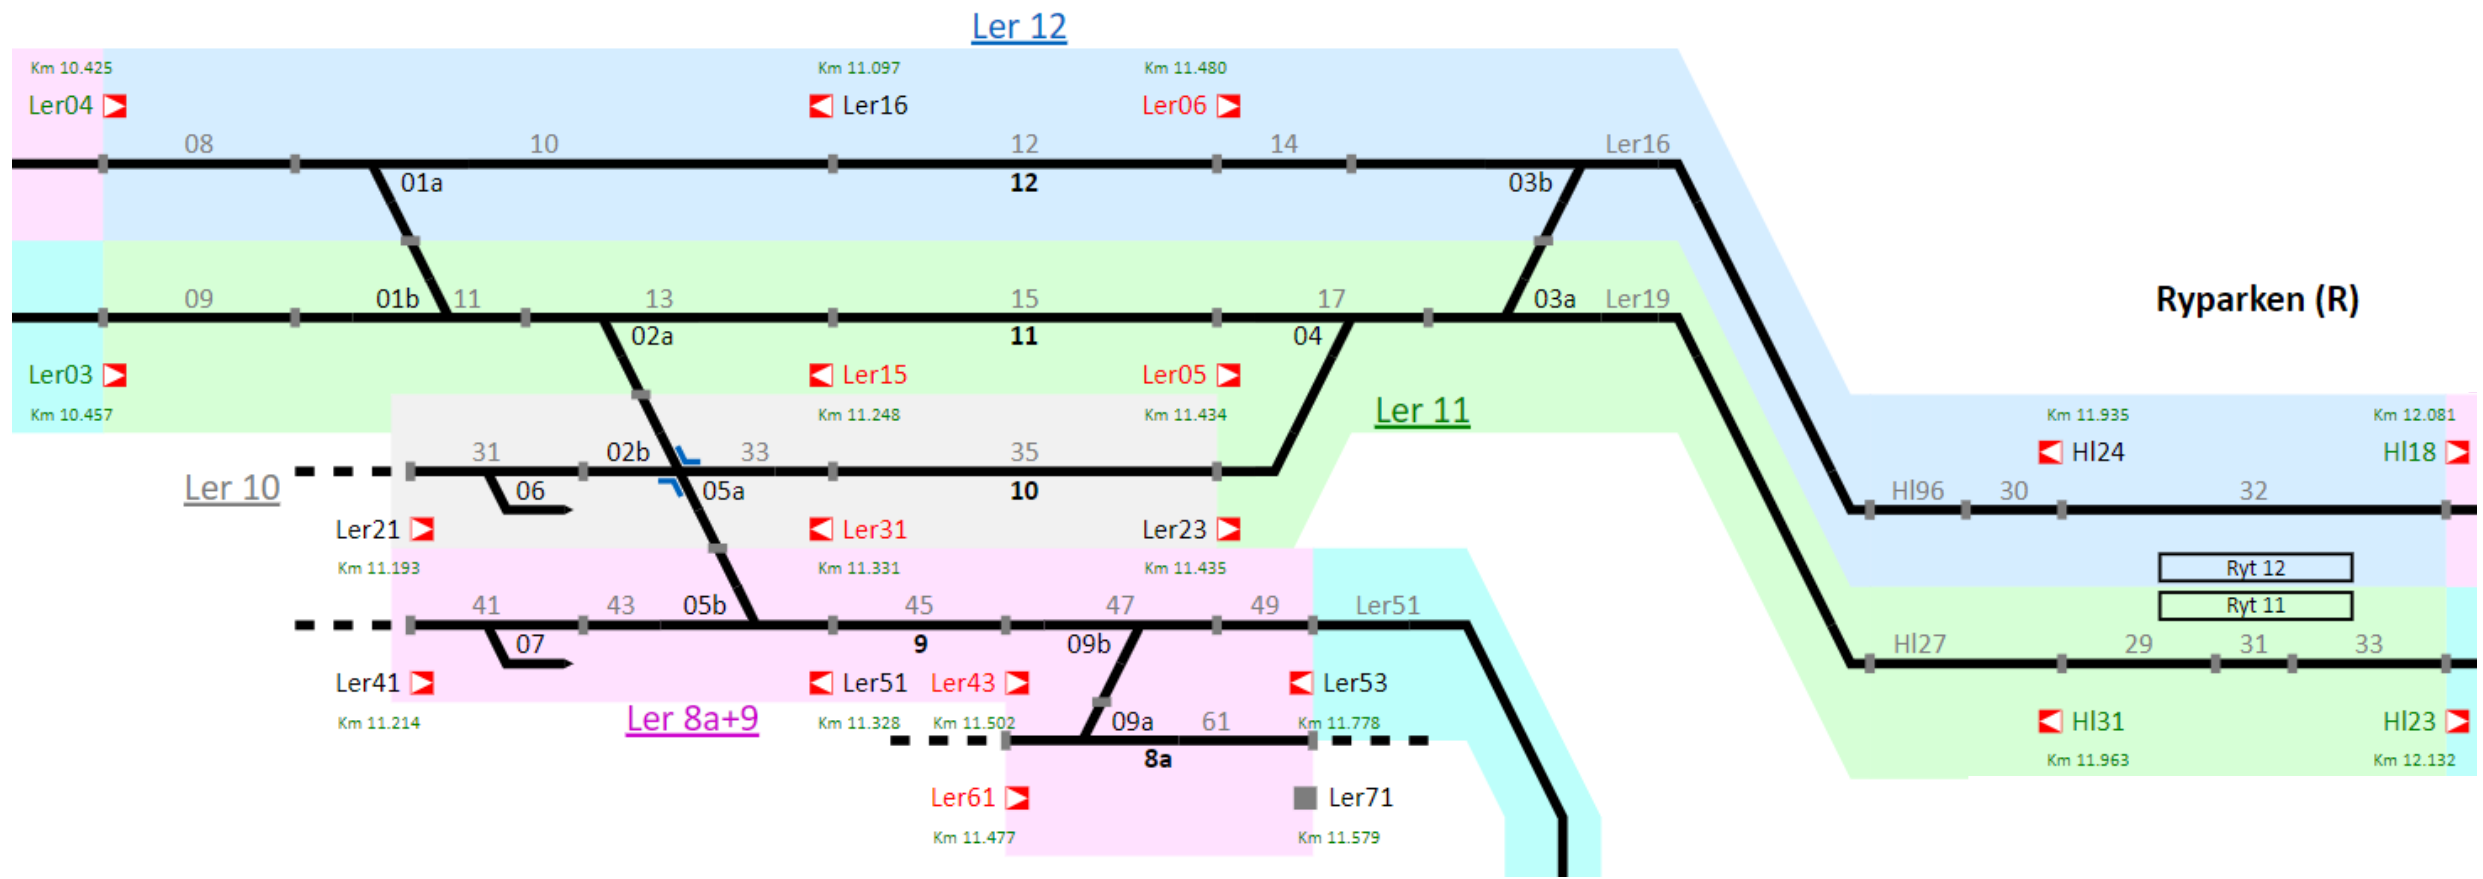 Ler 12
Km 10.425
Km 11.097
Km 11.480
Ler04
Ler16
Ler06
08
10
12
14
Ler16
01a
12
03b
09
01b
11
13
15
17
03a
Ler19
Ryparken (R)
02a
11
04
Ler03
Ler15
Ler05
Km 10.457
Km 11.248
Km 11.434
Ler 11
Km 11.935
Km 12.081
31
02b
33
35
Hl24
Hl18
Ler 10
06
05a
10
Hl96
30
32
Ler21
Ler31
Ler23
Km 11.193
Km 11.331
Km 11.435
Ryt 12
41
43
05b
45
47
49
Ler51
Ryt 11
07
9
09b
Hl27
29
31
33
Ler41
Ler51
Ler43
Ler53
Km 11.214
Ler 8a+9
Km 11.328
Km 11.502
09a
61
Km 11.778
Hl31
Hl23
8a
Km 11.963
Km 12.132
Ler61
Ler71
Km 11.477
Km 11.579